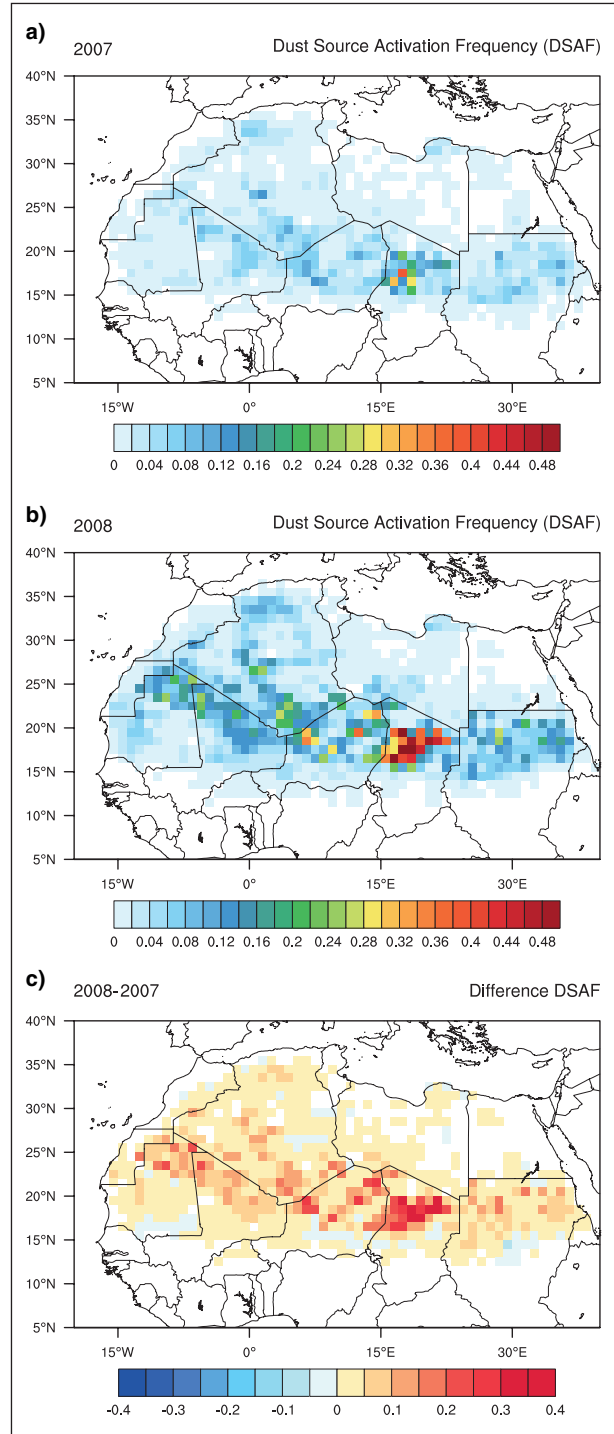 a)
2007 Dust Source Activation Frequency (DSAF)
40°N
35°N
30°N
25°N
20°N
15°N
10°N
5°N
15°W 0° 15°E 30°E
0 0.04 0.08 0.12 0.16 0.2 0.24 0.28 0.32 0.36 0.4 0.44 0.48
b)
2008 Dust Source Activation Frequency (DSAF)
40°N
35°N
30°N
25°N
20°N
15°N
10°N
5°N
15°W 0° 15°E 30°E
0 0.04 0.08 0.12 0.16 0.2 0.24 0.28 0.32 0.36 0.4 0.44 0.48
c)
2008-2007 Difference DSAF
40°N
35°N
30°N
25°N
20°N
15°N
10°N
5°N
15°W 0° 15°E 30°E
-0.4 -0.3 -0.2 -0.1 0 0.1 0.2 0.3 0.4